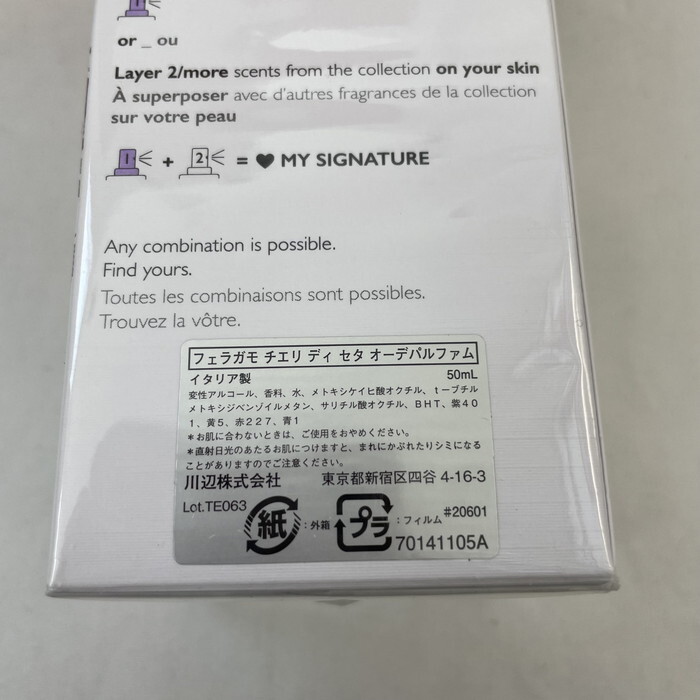 or _ ou
Layer 2/more scents from the collection on your skin
À superposer avec d'autres fragrances de la collection
sur votre peau
1 + 2 = ♥ MY SIGNATURE
Any combination is possible.
Find yours.
Toutes les combinaisons sont possibles.
Trouvez la vôtre.
フェラガモ チエリ ディ セタ オーデパルファム
イタリア製 50mL
変性アルコール、香料、水、メトキシケイヒ酸オクチル、t－ブチル
メトキシジベンゾイルメタン、サリチル酸オクチル、BHT、紫40
1、黄5、赤227、青1
＊お肌に合わないときは、ご使用をおやめください。
＊直射日光のあたるお肌につけますと、まれにかぶれたりシミになる
ことがありますのでご注意ください。
川辺株式会社 東京都新宿区四谷 4-16-3
Lot.TE063 紙 :外箱 プラ :フィルム #20601
70141105A